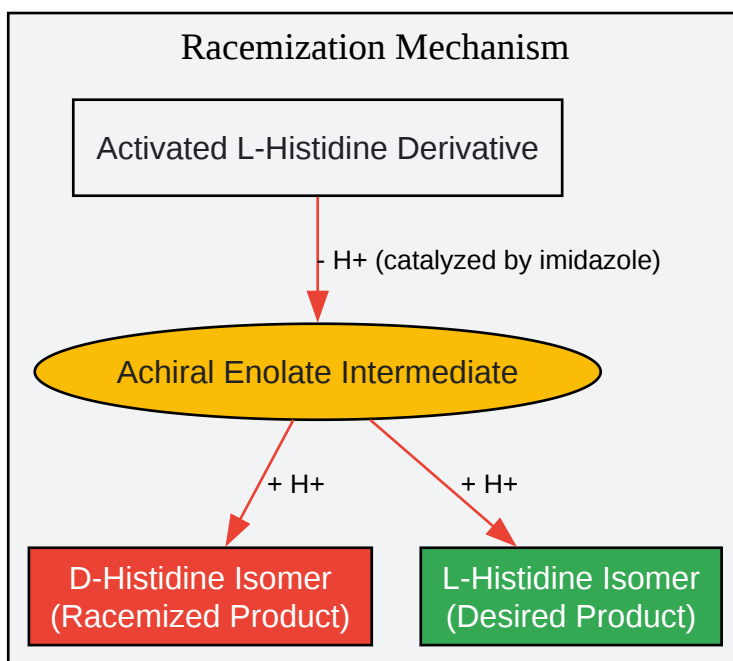 Racemization Mechanism
Activated L-Histidine Derivative
- H+ (catalyzed by imidazole)
Achiral Enolate Intermediate
+ H+
+ H+
D-Histidine Isomer
(Racemized Product)
L-Histidine Isomer
(Desired Product)